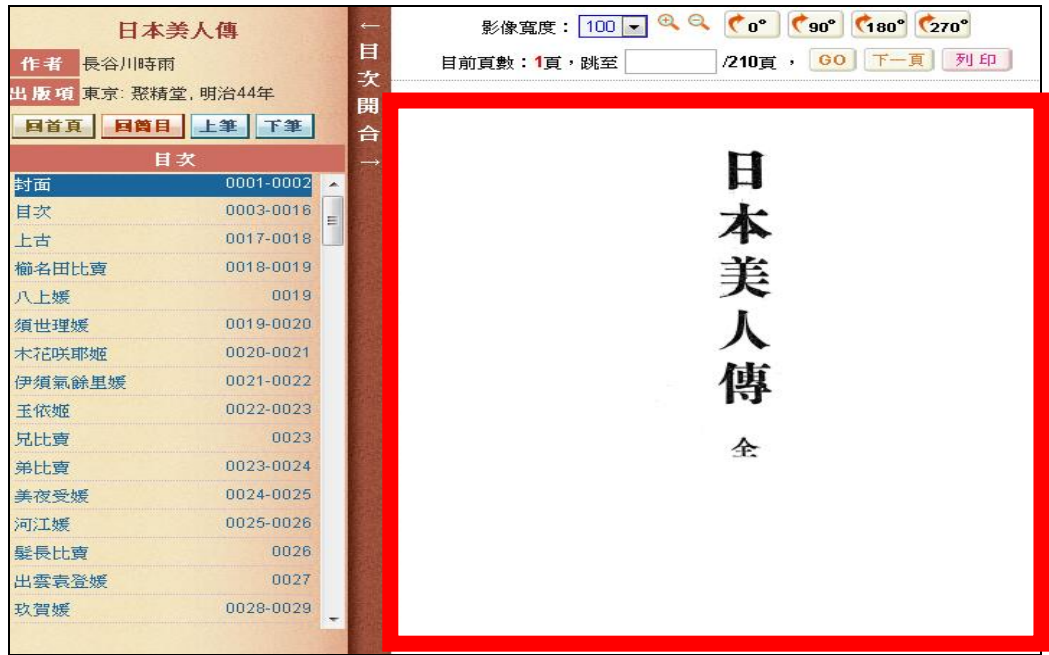 日本美人傳
作者 長谷川時雨
出版項 東京: 聚精堂, 明治44年
回首頁 回簡目 上筆 下筆
目次
封面 0001-0002
目次 0003-0016
上古 0017-0018
櫛名田比賣 0018-0019
八上媛 0019
須世理媛 0019-0020
木花咲耶姬 0020-0021
伊須氣餘里媛 0021-0022
玉依姬 0022-0023
兄比賣 0023
弟比賣 0023-0024
美夜受媛 0024-0025
河江媛 0025-0026
髮長比賣 0026
出雲袁登媛 0027
玖賀媛 0028-0029
←目次開合→
影像寬度： 100 0° 90° 180° 270°
目前頁數：1頁，跳至 /210頁， GO 下一頁 列印
日本美人傳 全